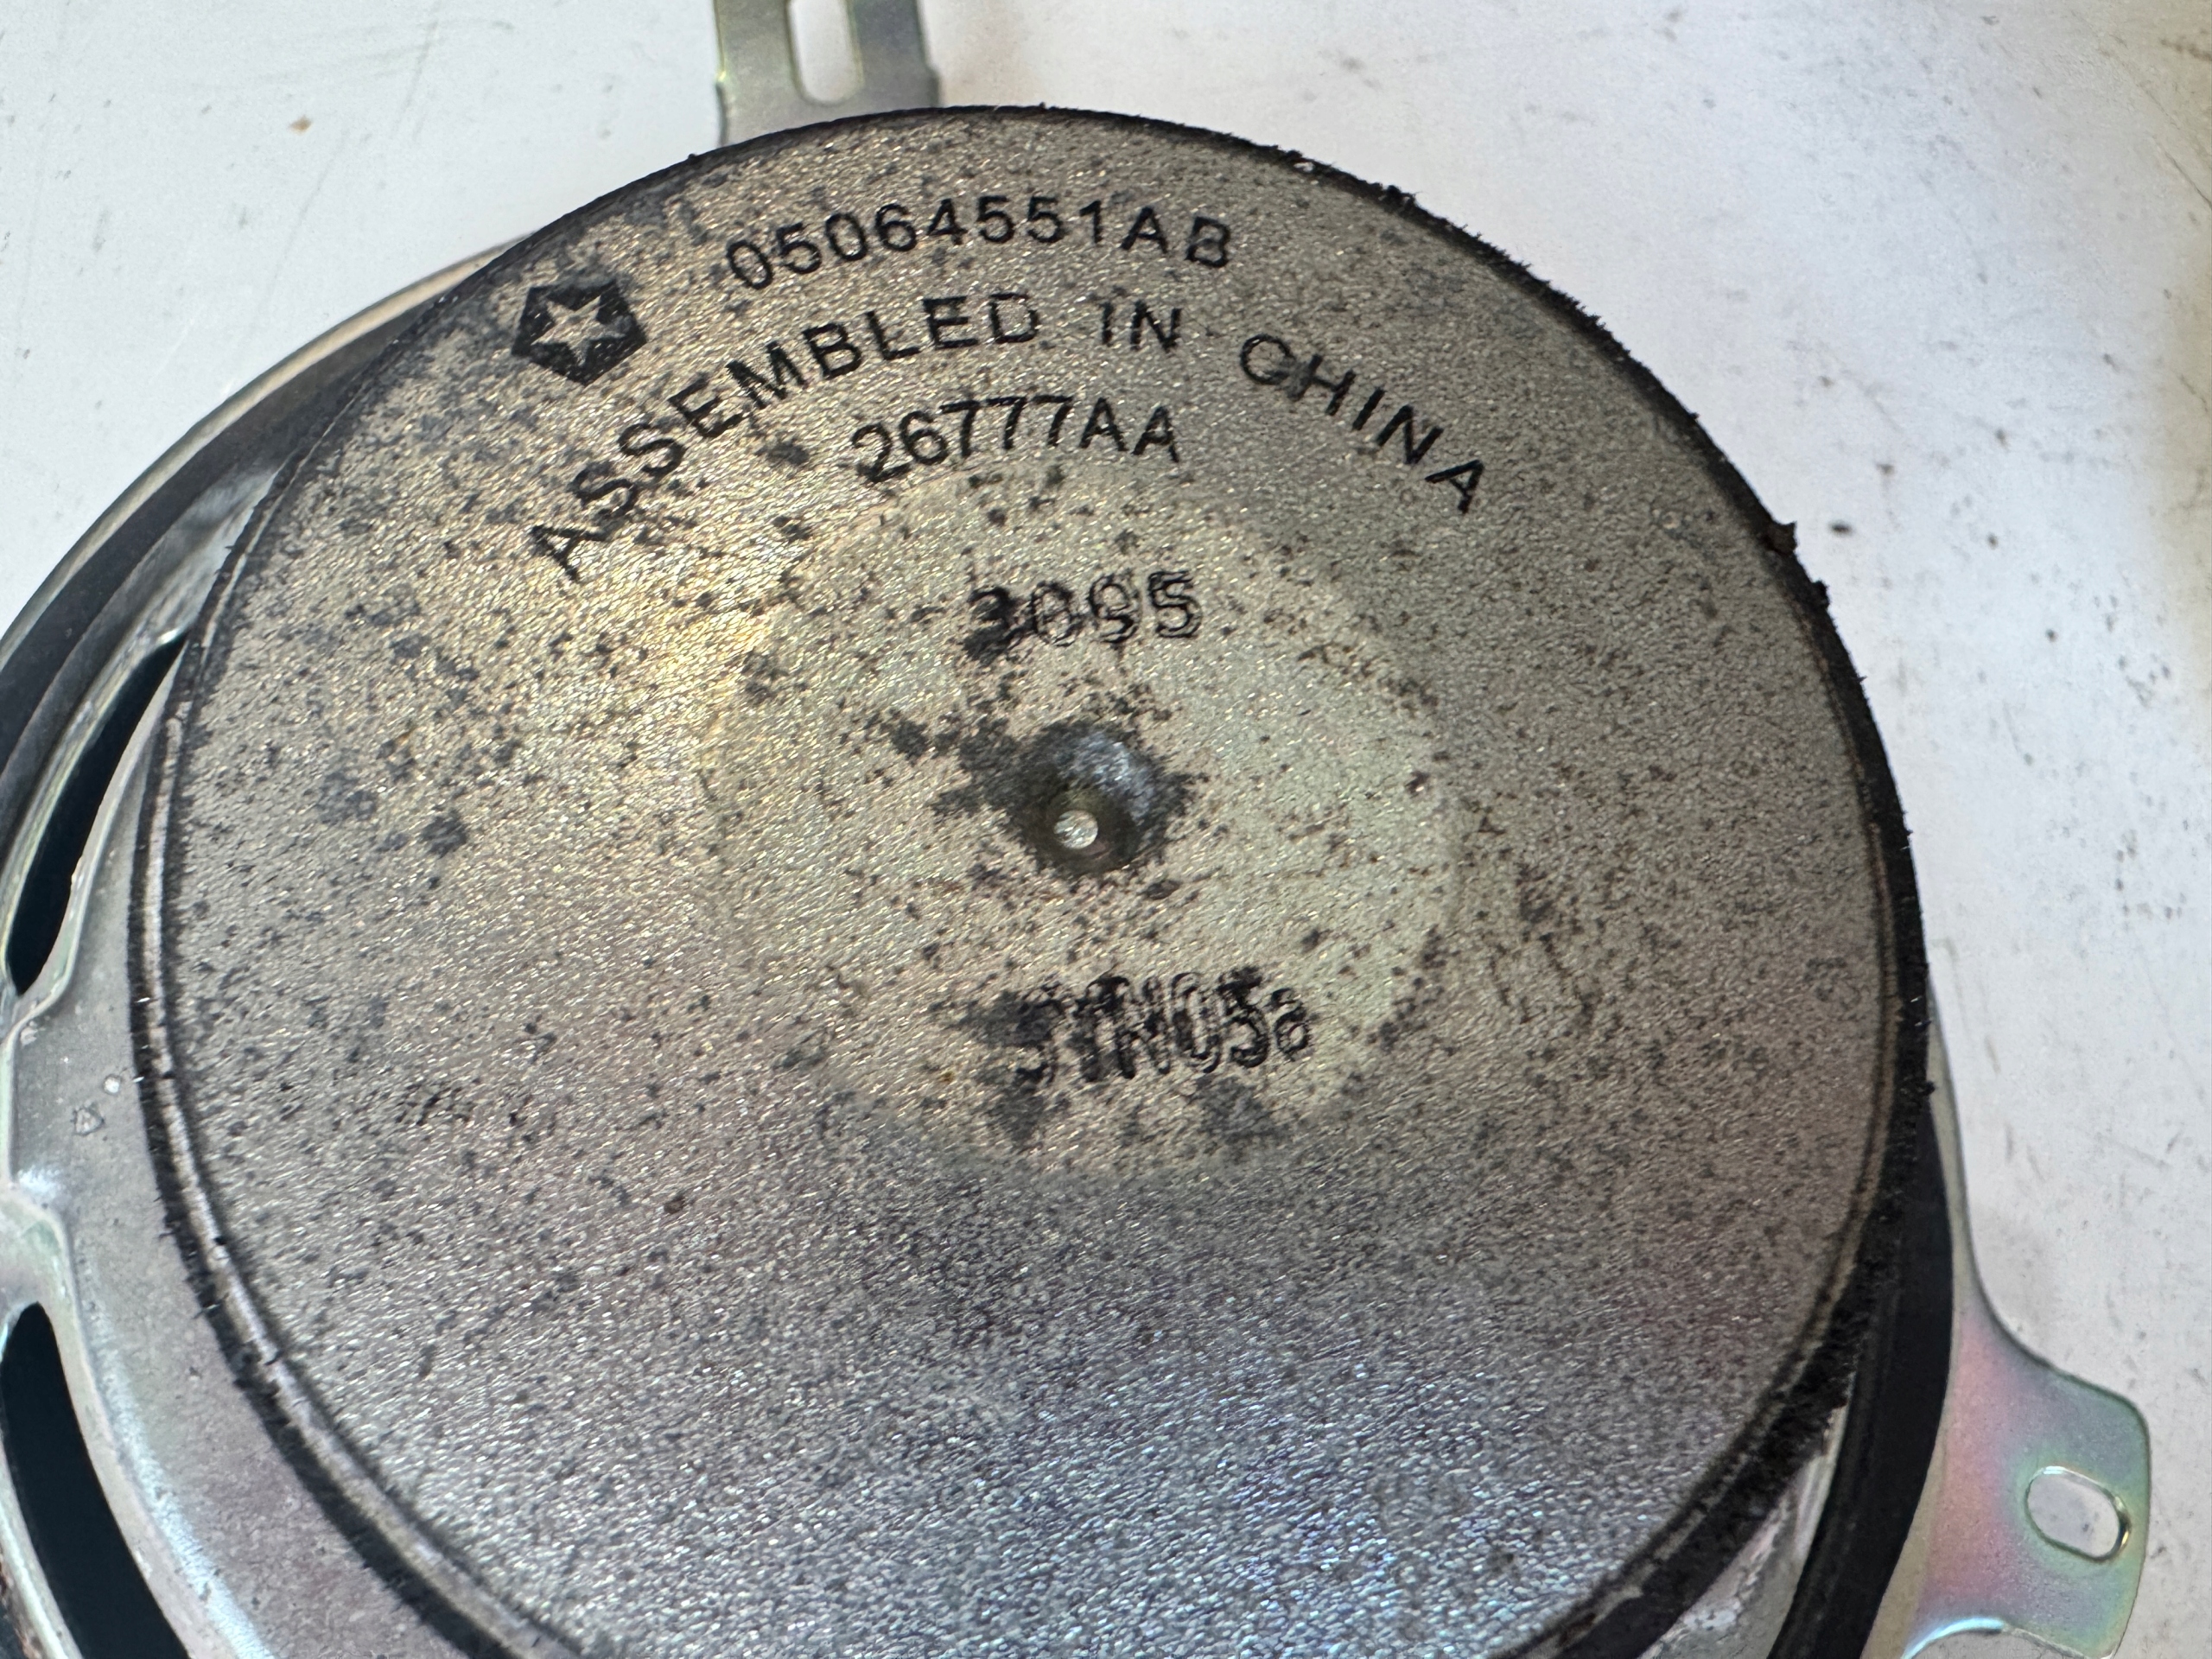 05064551AB
ASSEMBLED IN CHINA
26777AA